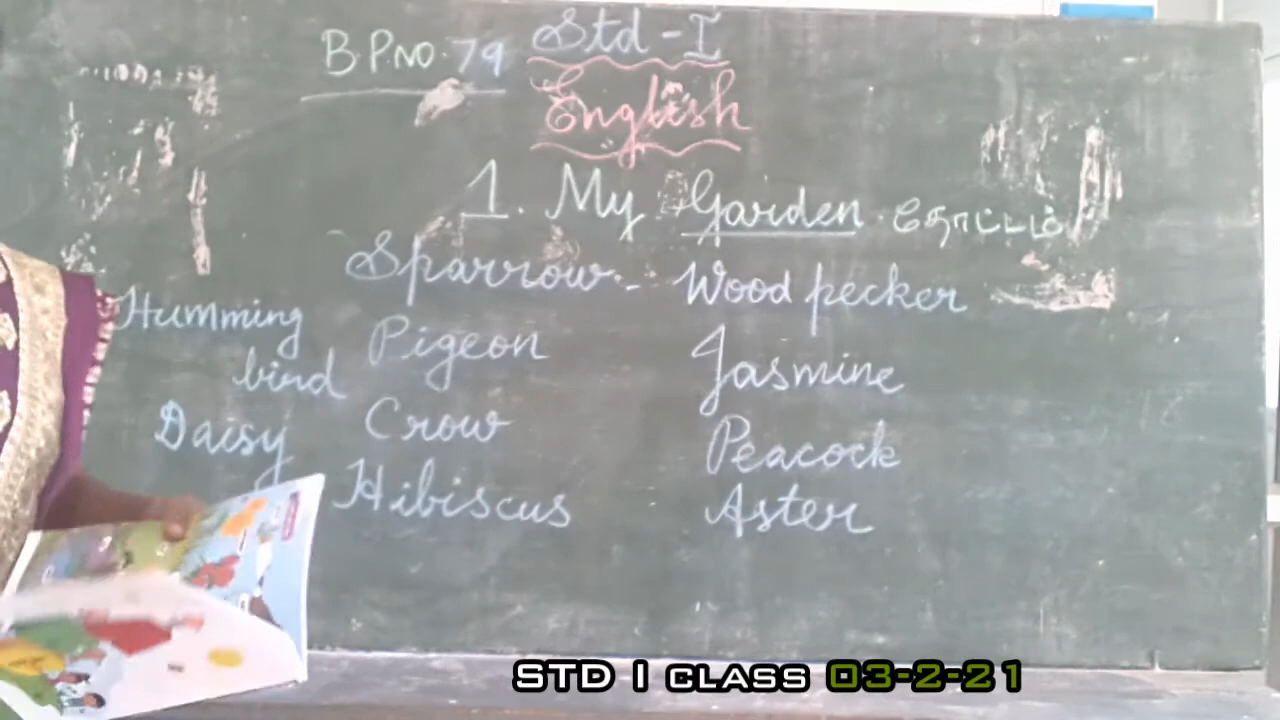 B.P.NO. 79
Std - I
English
1. My Garden. தோட்டம்
Sparrow. Wood pecker
Humming Pigeon Jasmine
bird
Daisy Crow Peacock
Hibiscus Aster
STD I CLASS 03-2-21